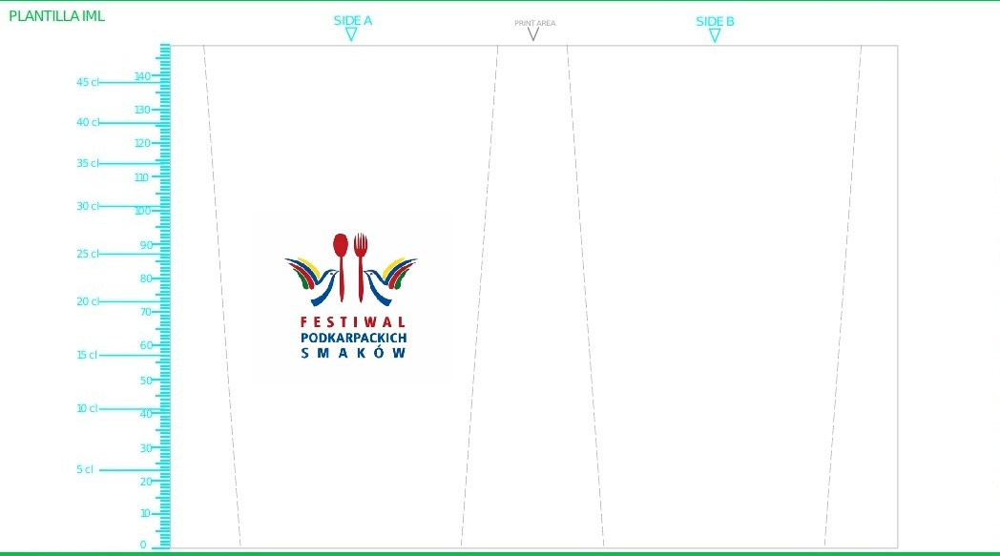 PLANTILLA IML
SIDE A
PRINT AREA
SIDE B
140
45 cl
130
40 cl
120
35 cl
110
30 cl
100
90
25 cl
80
20 cl
70
60
15 cl
50
10 cl
40
30
5 cl
20
10
0
FESTIWAL
PODKARPACKICH
SMAKÓW